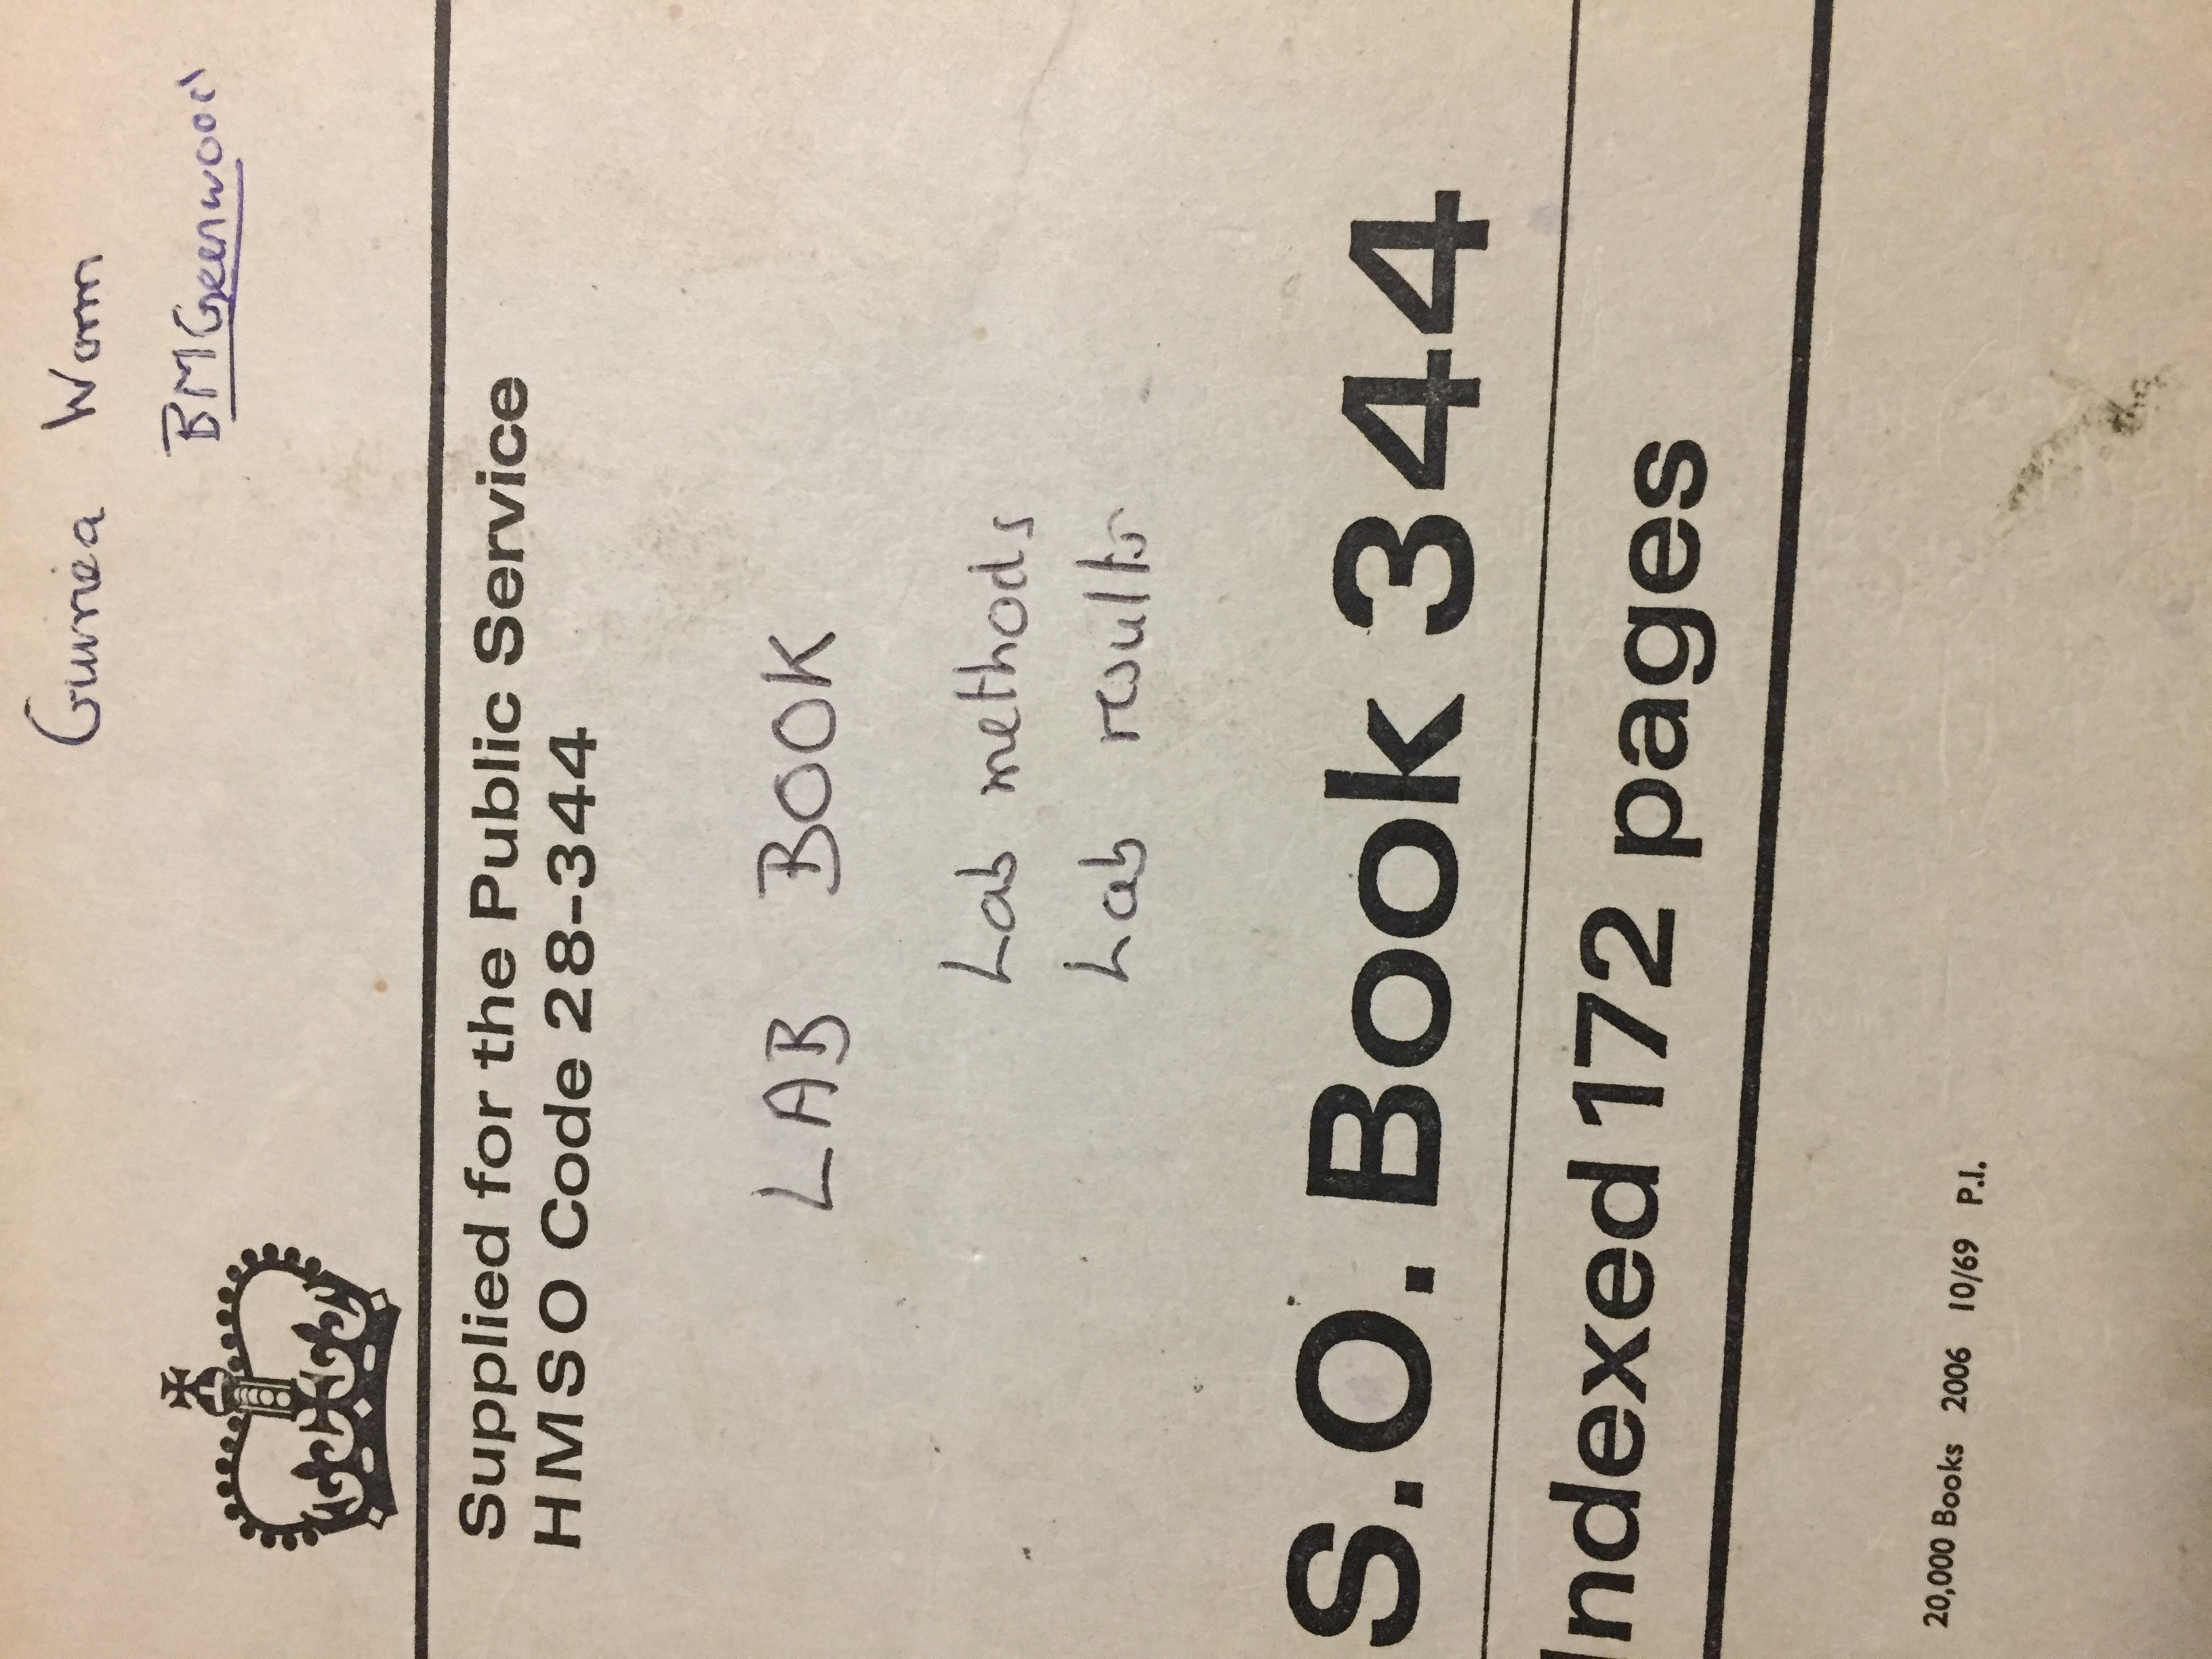 Guinea Worm
BMGreenwood
Supplied for the Public Service
HMSO Code 28-344
LAB BOOK
Lab methods
Lab results
S.O. Book 344
Indexed 172 pages
20,000 Books 2006 10/69 P.I.